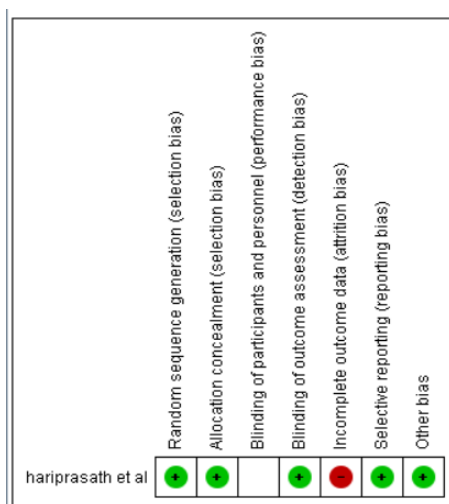 Random sequence generation (selection bias)
Allocation concealment (selection bias)
Blinding of participants and personnel (performance bias)
Blinding of outcome assessment (detection bias)
Incomplete outcome data (attrition bias)
Selective reporting (reporting bias)
Other bias
hariprasath et al + + + - + +